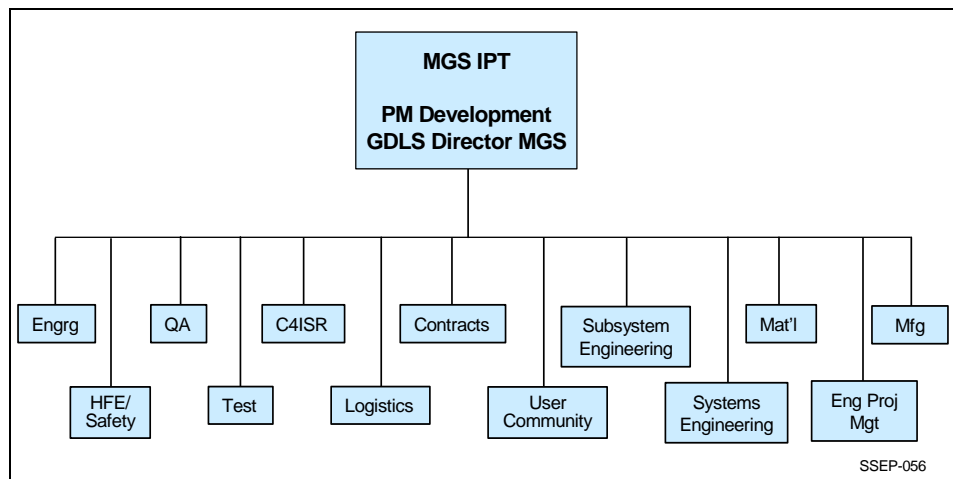 MGS IPT
PM Development
GDLS Director MGS
Engrg
QA
C4ISR
Contracts
Subsystem
Engineering
Mat'l
Mfg
HFE/
Safety
Test
Logistics
User
Community
Systems
Engineering
Eng Proj
Mgt
SSEP-056